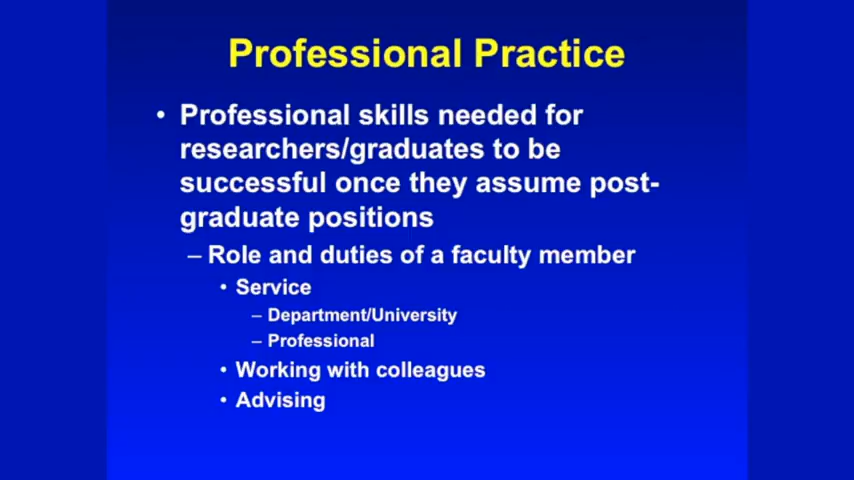 Professional Practice
• Professional skills needed for
researchers/graduates to be
successful once they assume post-
graduate positions
– Role and duties of a faculty member
• Service
– Department/University
– Professional
• Working with colleagues
• Advising